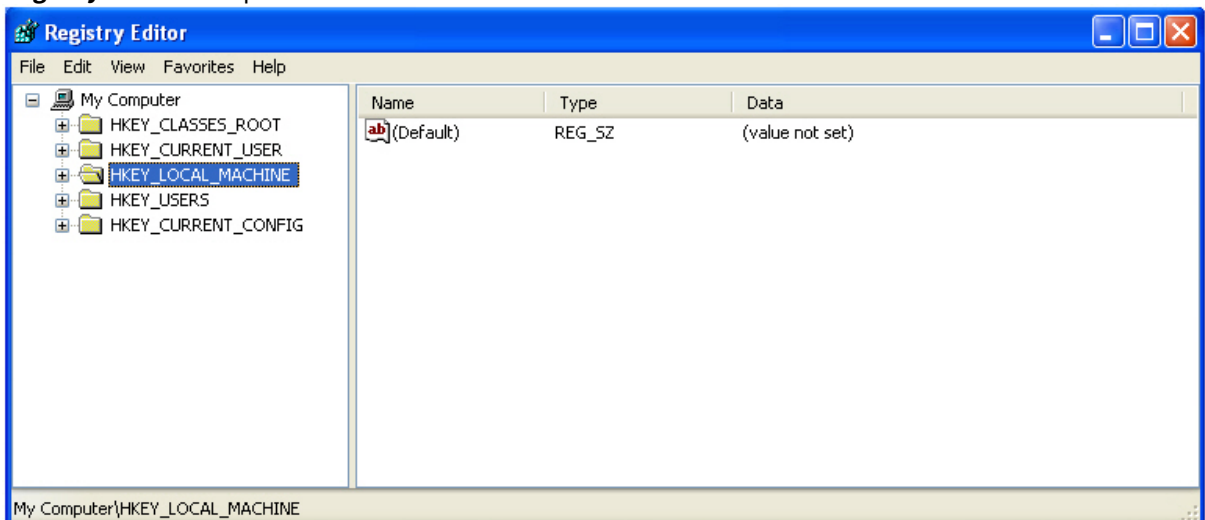 Registry Editor
File Edit View Favorites Help
My Computer
HKEY_CLASSES_ROOT
HKEY_CURRENT_USER
HKEY_LOCAL_MACHINE
HKEY_USERS
HKEY_CURRENT_CONFIG
Name Type Data
ab (Default) REG_SZ (value not set)
My Computer\HKEY_LOCAL_MACHINE